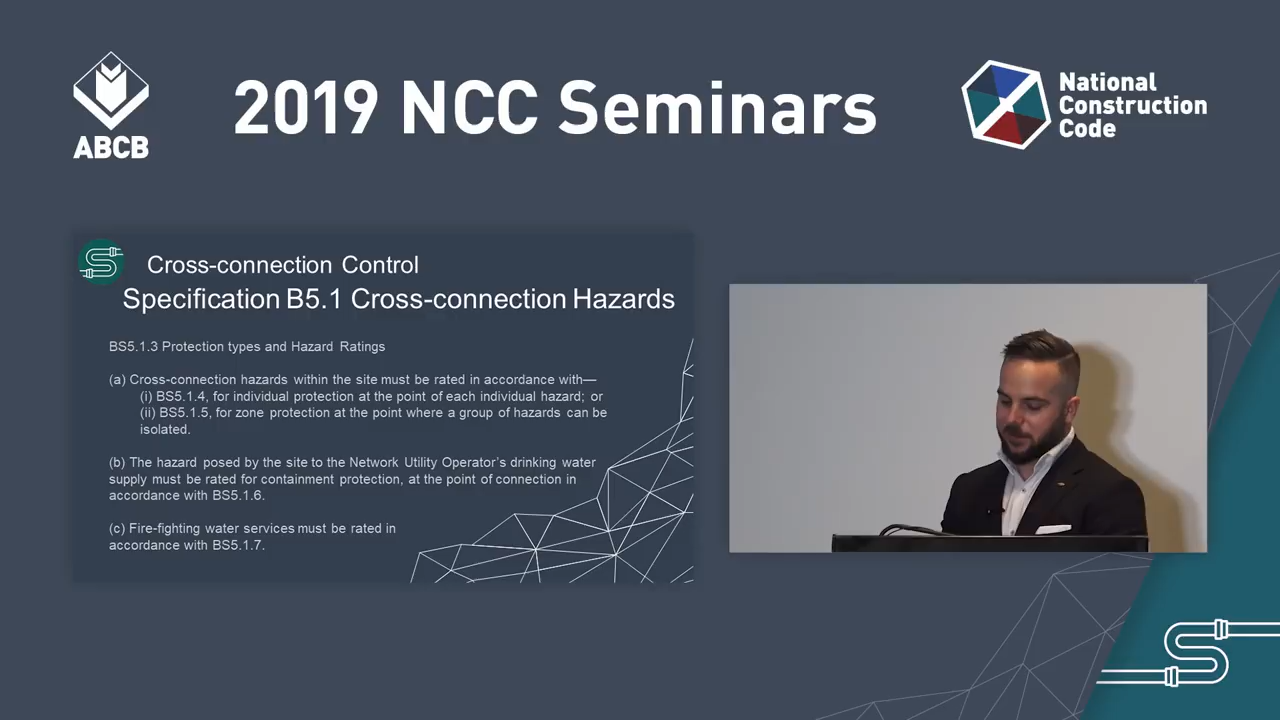 ABCB
2019 NCC Seminars
National
Construction
Code
Cross-connection Control
Specification B5.1 Cross-connection Hazards
BS5.1.3 Protection types and Hazard Ratings
(a) Cross-connection hazards within the site must be rated in accordance with—
(i) BS5.1.4, for individual protection at the point of each individual hazard; or
(ii) BS5.1.5, for zone protection at the point where a group of hazards can be
isolated.
(b) The hazard posed by the site to the Network Utility Operator's drinking water
supply must be rated for containment protection, at the point of connection in
accordance with BS5.1.6.
(c) Fire-fighting water services must be rated in
accordance with BS5.1.7.